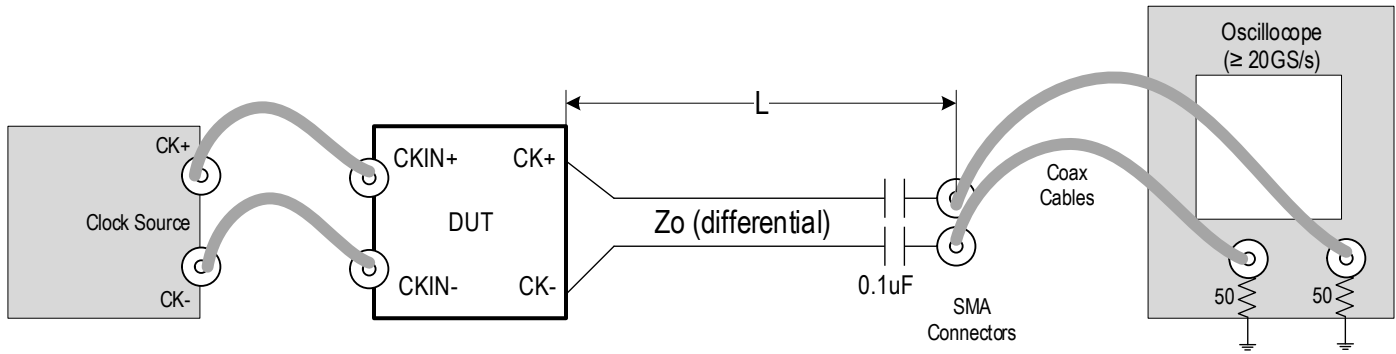 Oscilloocope
(≥ 20GS/s)
L
CK+
Clock Source
CK-
CKIN+
CK+
DUT
CKIN-
CK-
Zo (differential)
0.1uF
SMA
Connectors
Coax
Cables
50
50